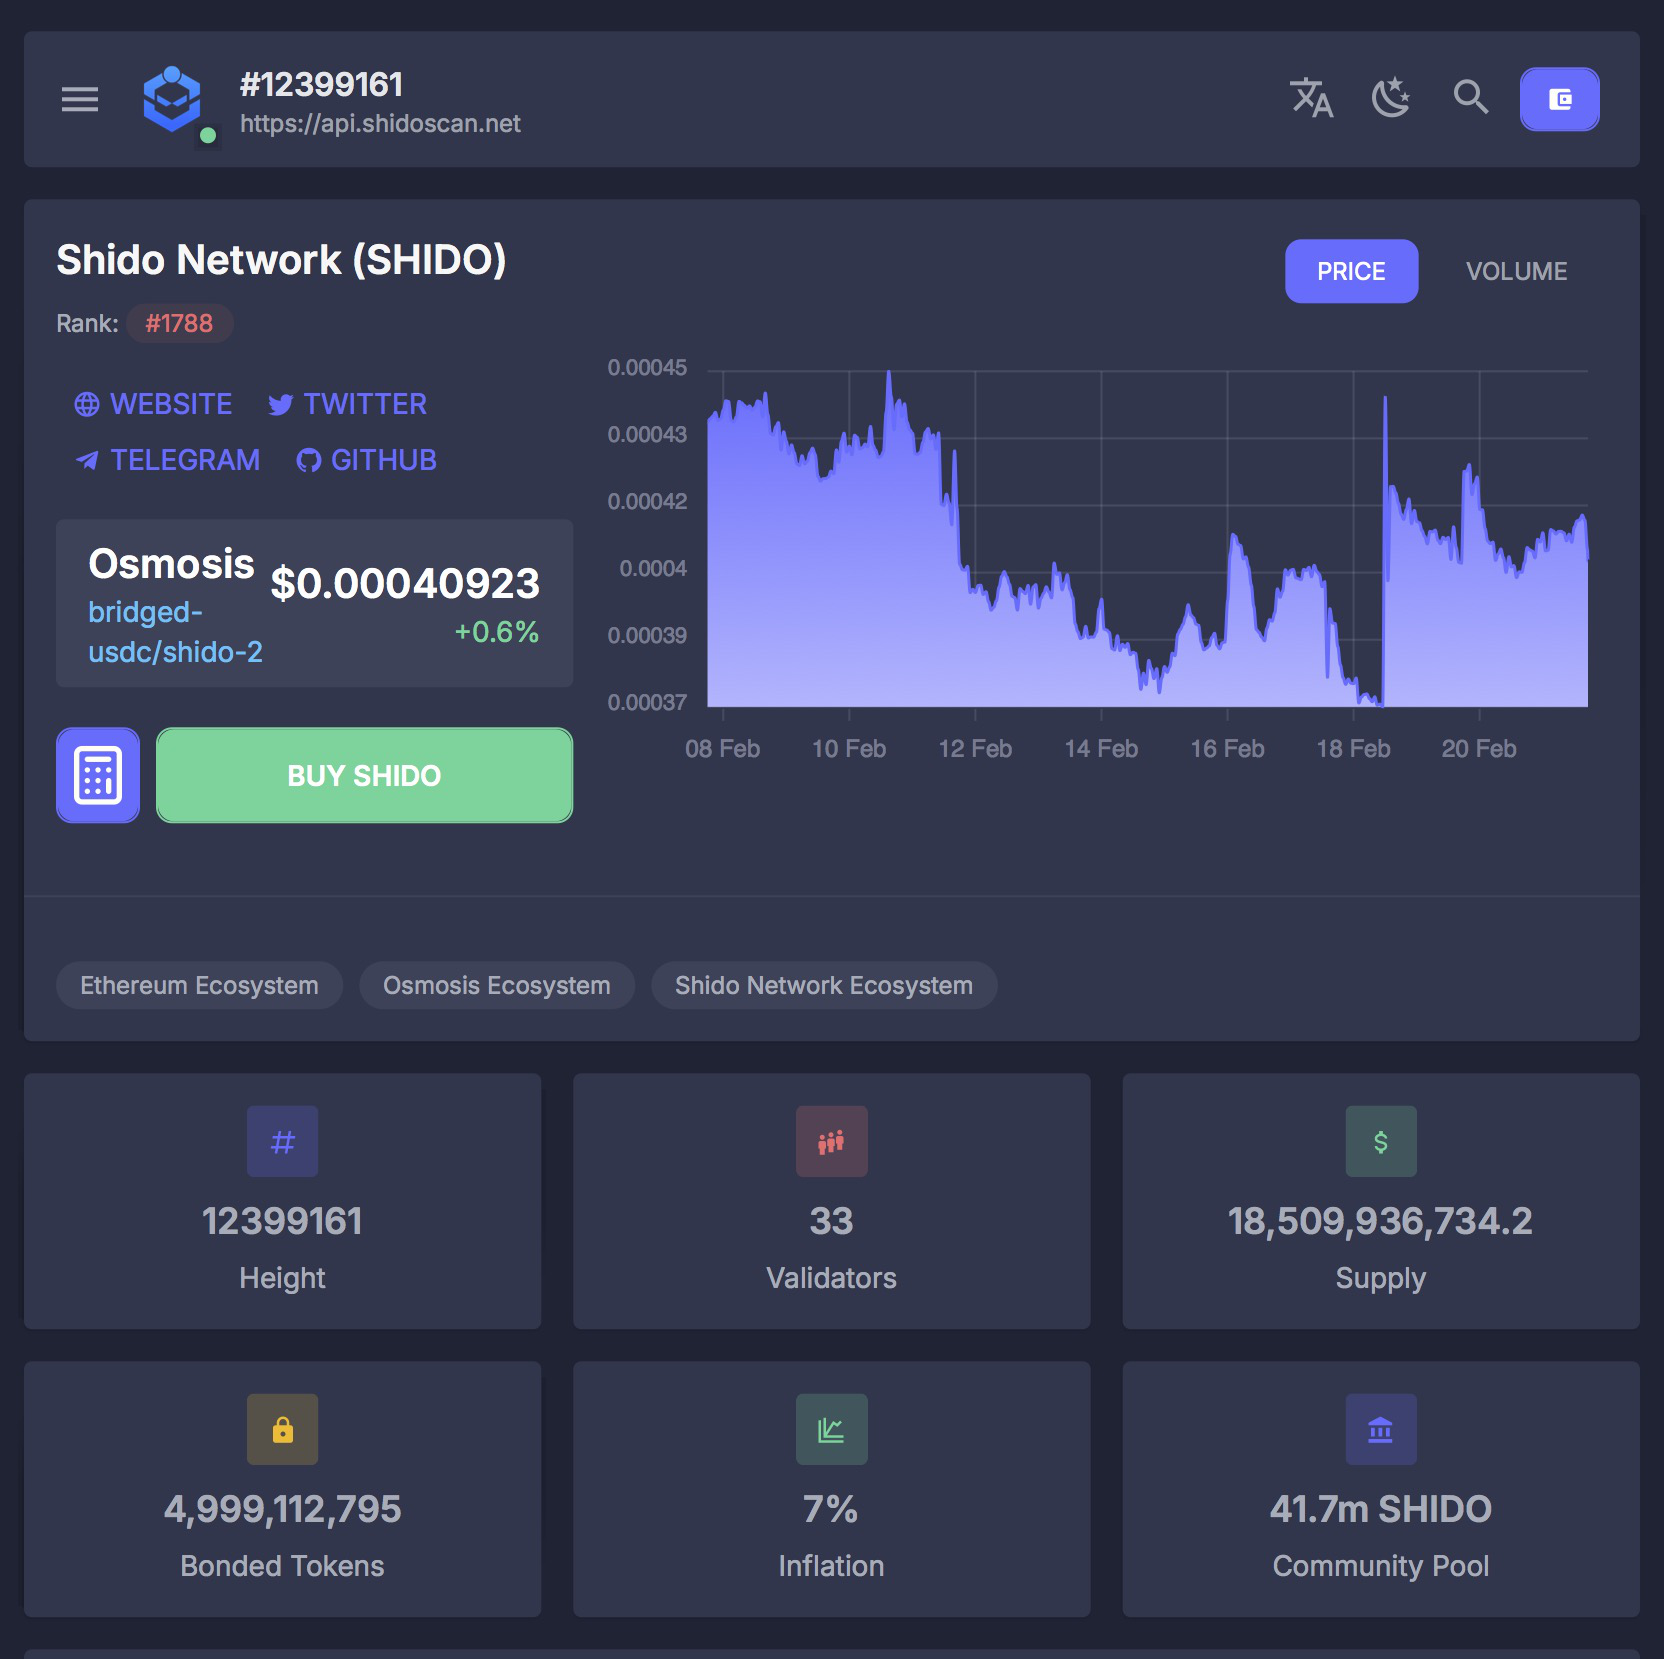 #12399161
https://api.shidoscan.net
Shido Network (SHIDO)
Rank: #1788
WEBSITE TWITTER
TELEGRAM GITHUB
Osmosis
bridged-
usdc/shido-2
$0.00040923
+0.6%
BUY SHIDO
PRICE VOLUME
0.00045
0.00043
0.00042
0.0004
0.00039
0.00037
08 Feb 10 Feb 12 Feb 14 Feb 16 Feb 18 Feb 20 Feb
Ethereum Ecosystem Osmosis Ecosystem Shido Network Ecosystem
12399161
Height
33
Validators
18,509,936,734.2
Supply
4,999,112,795
Bonded Tokens
7%
Inflation
41.7m SHIDO
Community Pool